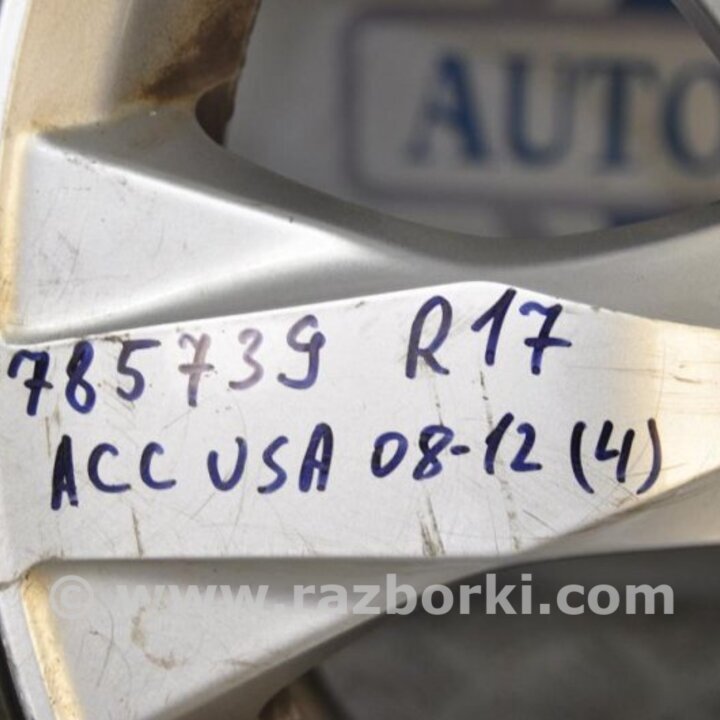 AUTO
785739 R17
ACC USA 08-12 (4)
© www.razborki.com